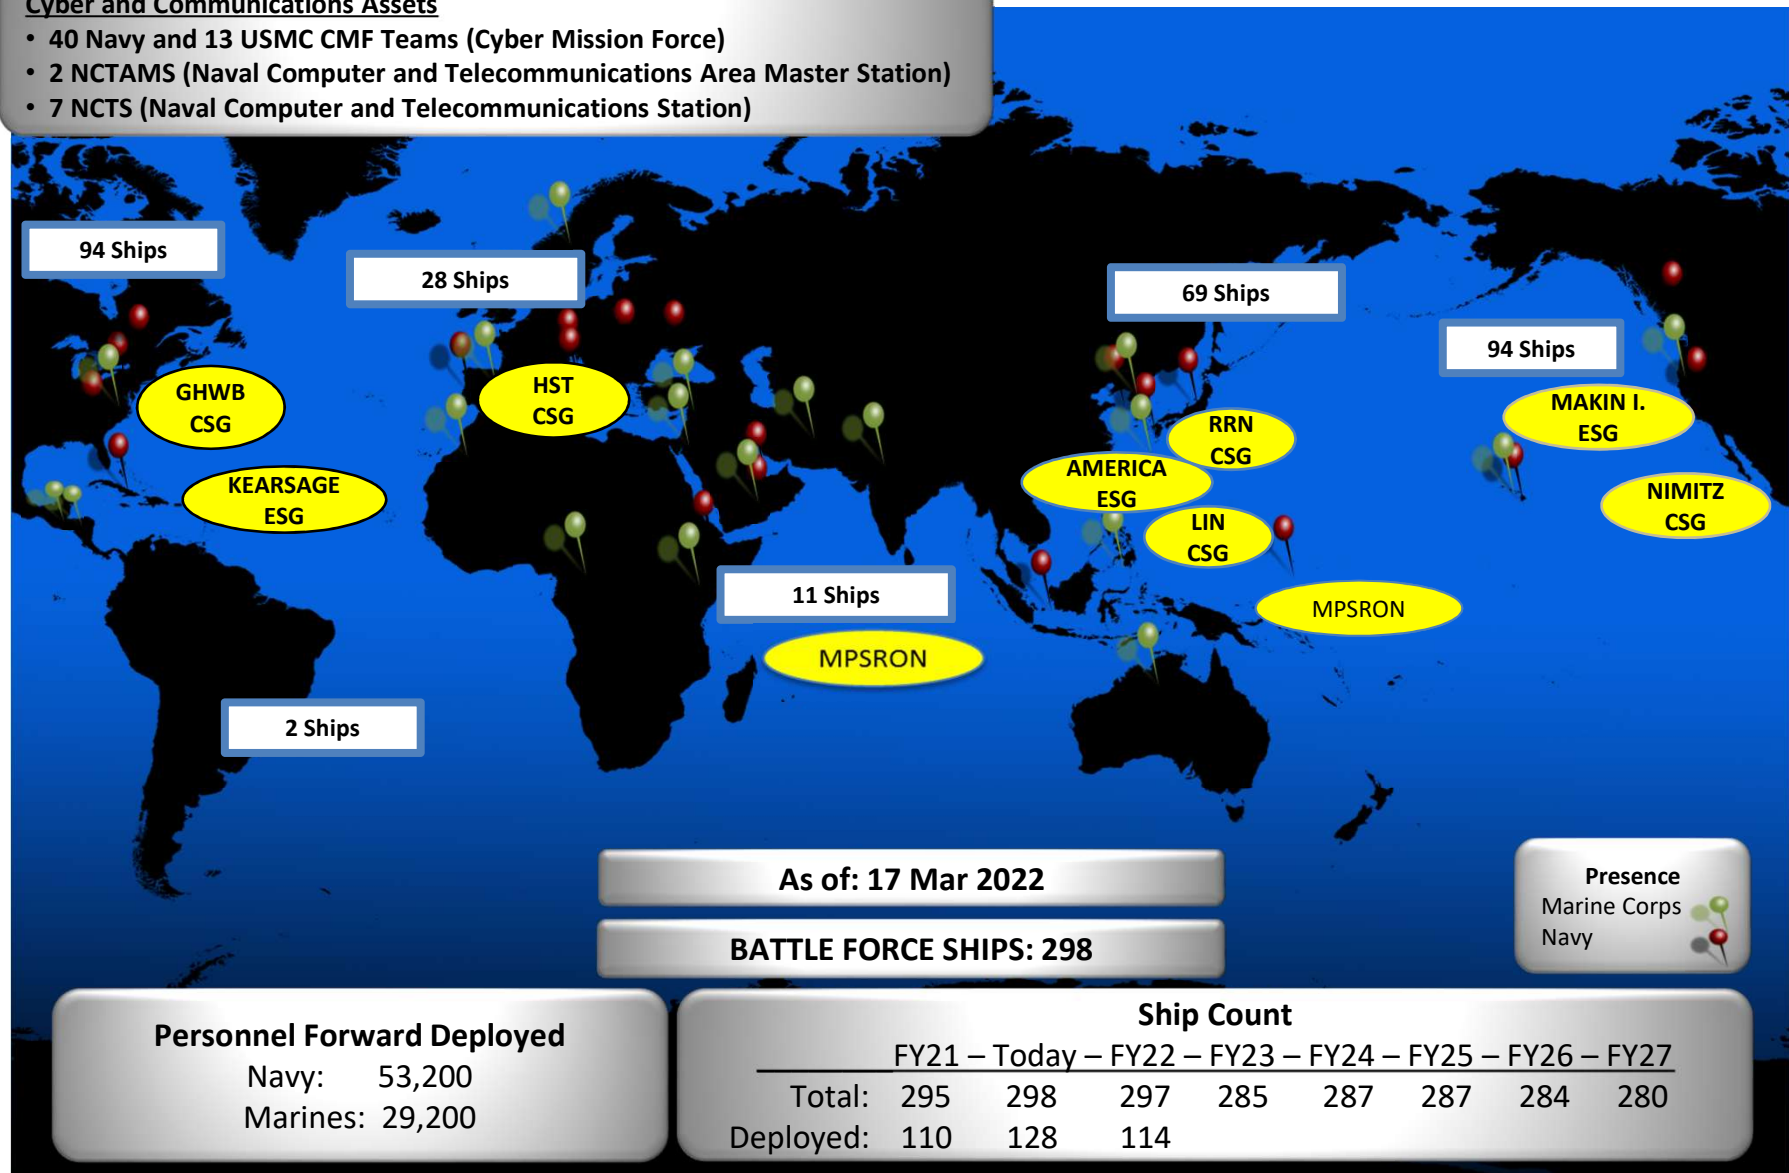 Cyber and Communications Assets
• 40 Navy and 13 USMC CMF Teams (Cyber Mission Force)
• 2 NCTAMS (Naval Computer and Telecommunications Area Master Station)
• 7 NCTS (Naval Computer and Telecommunications Station)
94 Ships
28 Ships
69 Ships
94 Ships
GHWB
CSG
HST
CSG
MAKIN I.
ESG
RRN
CSG
AMERICA
ESG
KEARSAGE
ESG
NIMITZ
CSG
LIN
CSG
11 Ships
MPSRON
MPSRON
2 Ships
As of: 17 Mar 2022
BATTLE FORCE SHIPS: 298
Presence
Marine Corps
Navy
Personnel Forward Deployed
Navy: 53,200
Marines: 29,200
Ship Count
FY21 – Today – FY22 – FY23 – FY24 – FY25 – FY26 – FY27
Total: 295 298 297 285 287 287 284 280
Deployed: 110 128 114